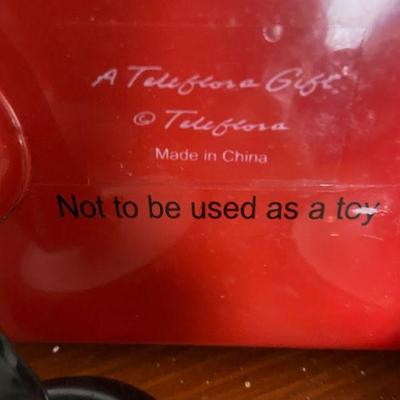 A Teleflora Gift
© Teleflora
Made in China
Not to be used as a toy